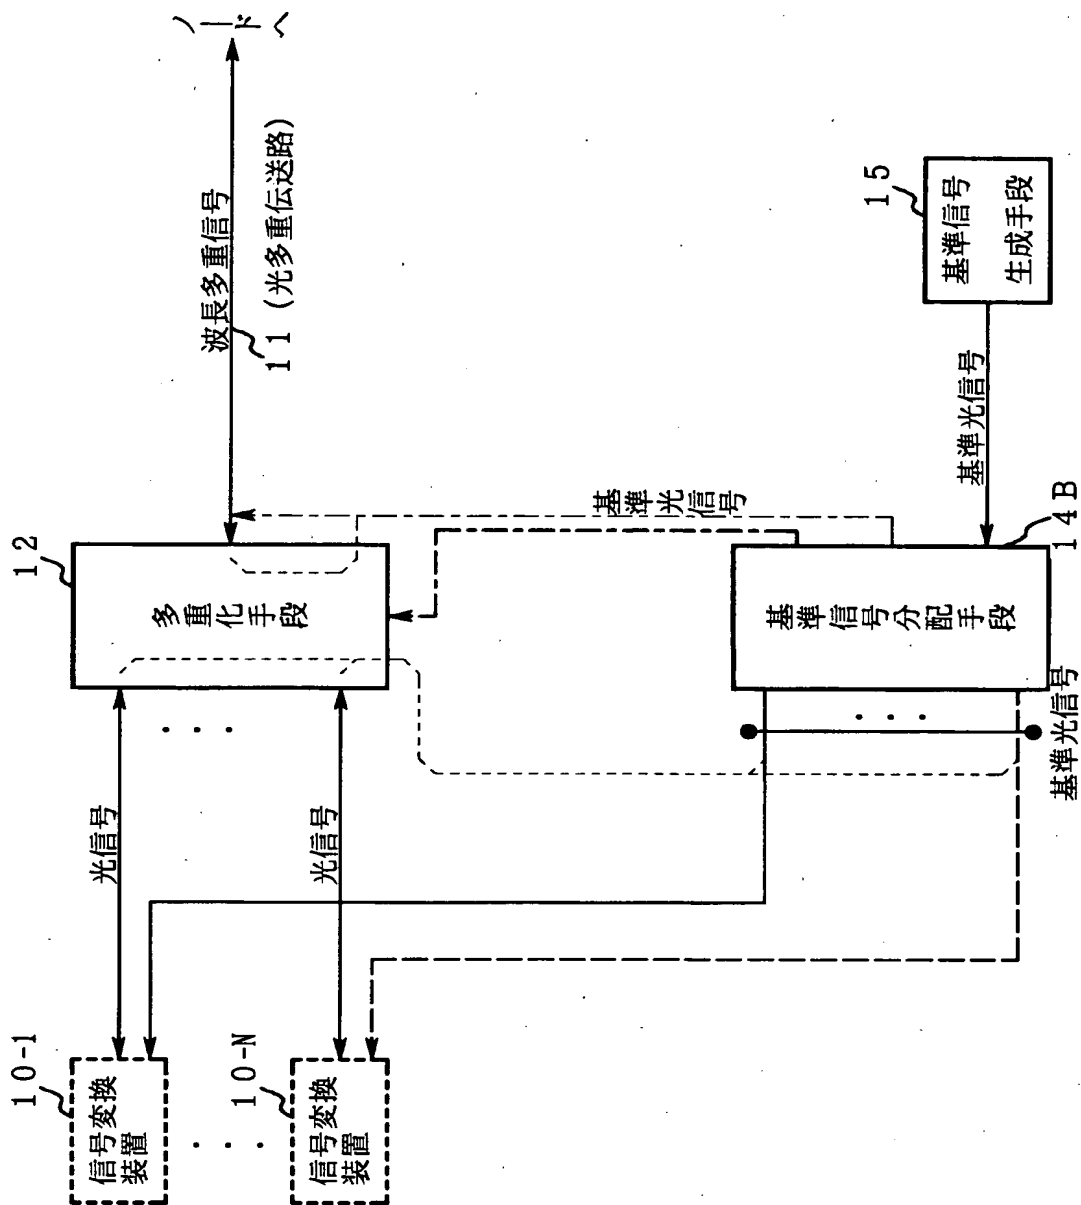 10-1
信号変換
装置
10-N
信号変換
装置
光信号
光信号
12
多重化手段
波長多重信号
11(光多重伝送路)
ノードへ
基準光信号
基準光信号
14B
基準信号分配手段
基準光信号
15
基準信号
生成手段